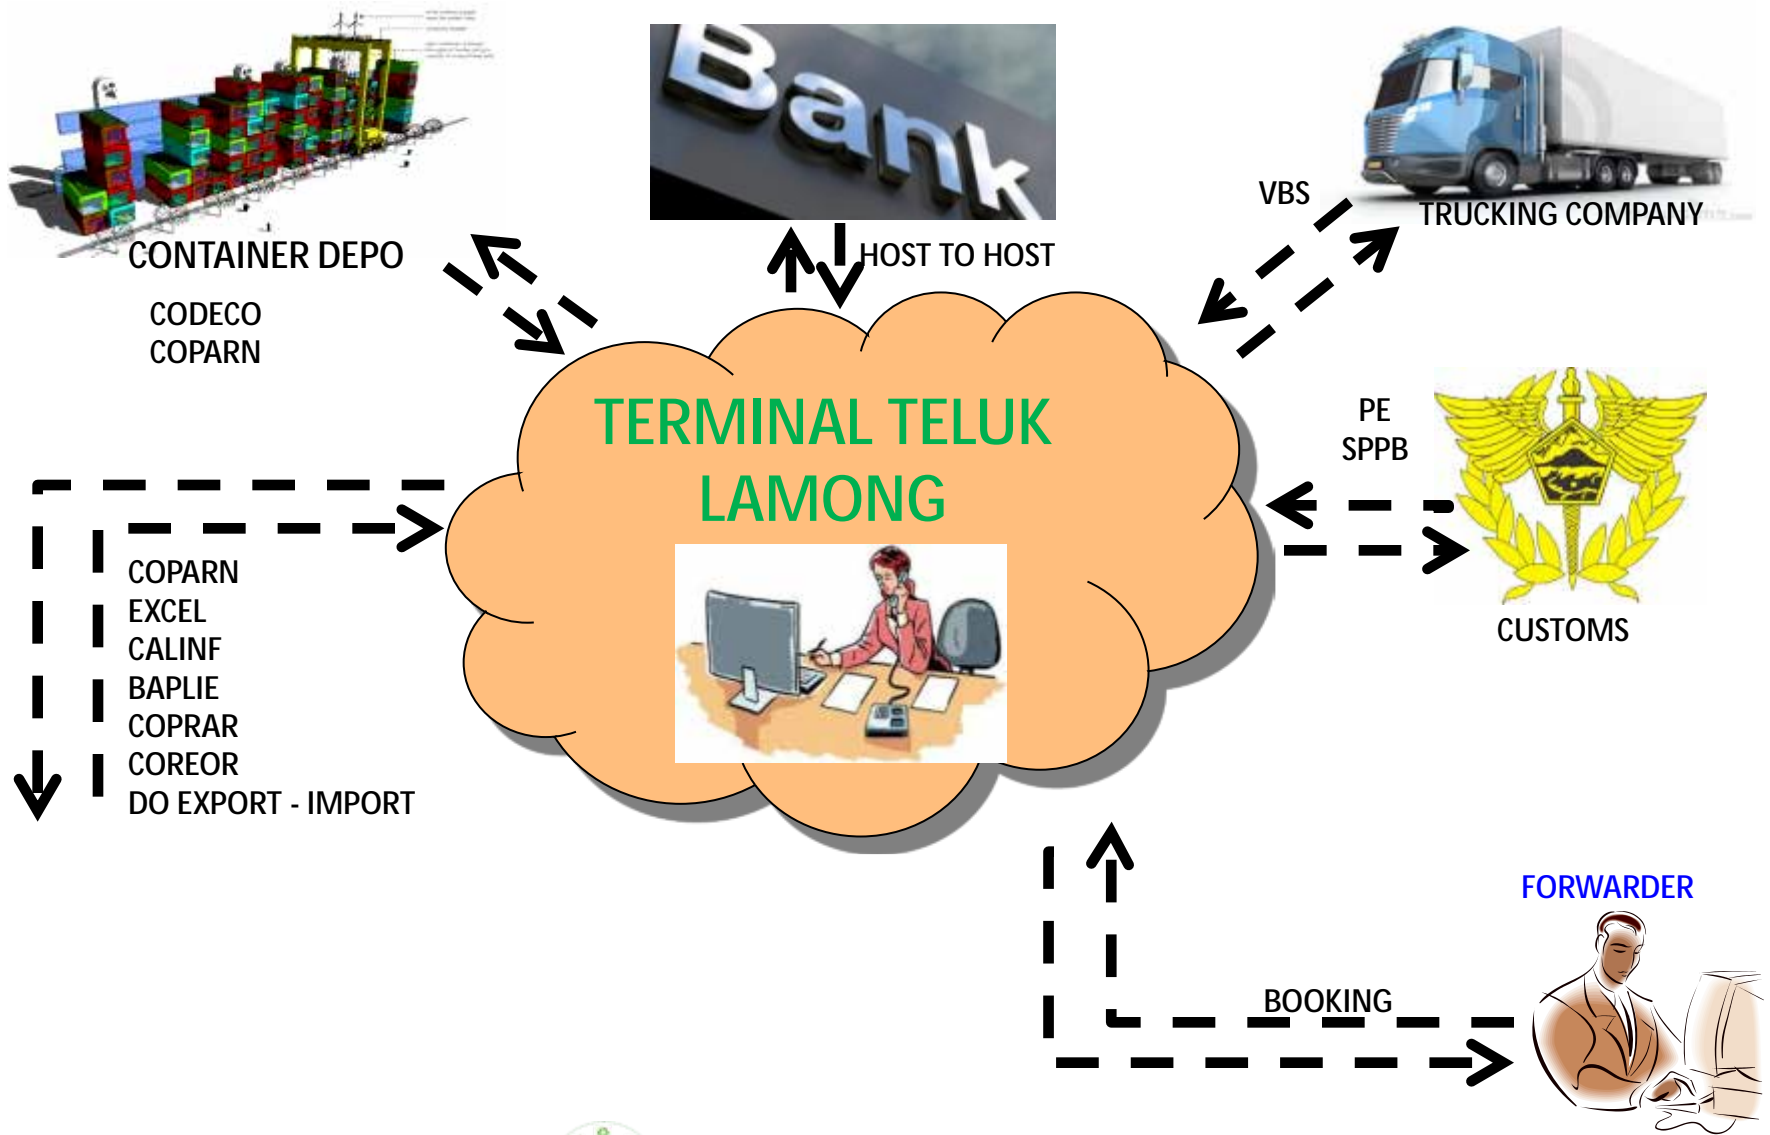 Bank
VBS
TRUCKING COMPANY
CONTAINER DEPO
HOST TO HOST
CODECO
COPARN
TERMINAL TELUK
LAMONG
PE
SPPB
COPARN
EXCEL
CALINF
BAPLIE
COPRAR
COREOR
DO EXPORT - IMPORT
CUSTOMS
FORWARDER
BOOKING